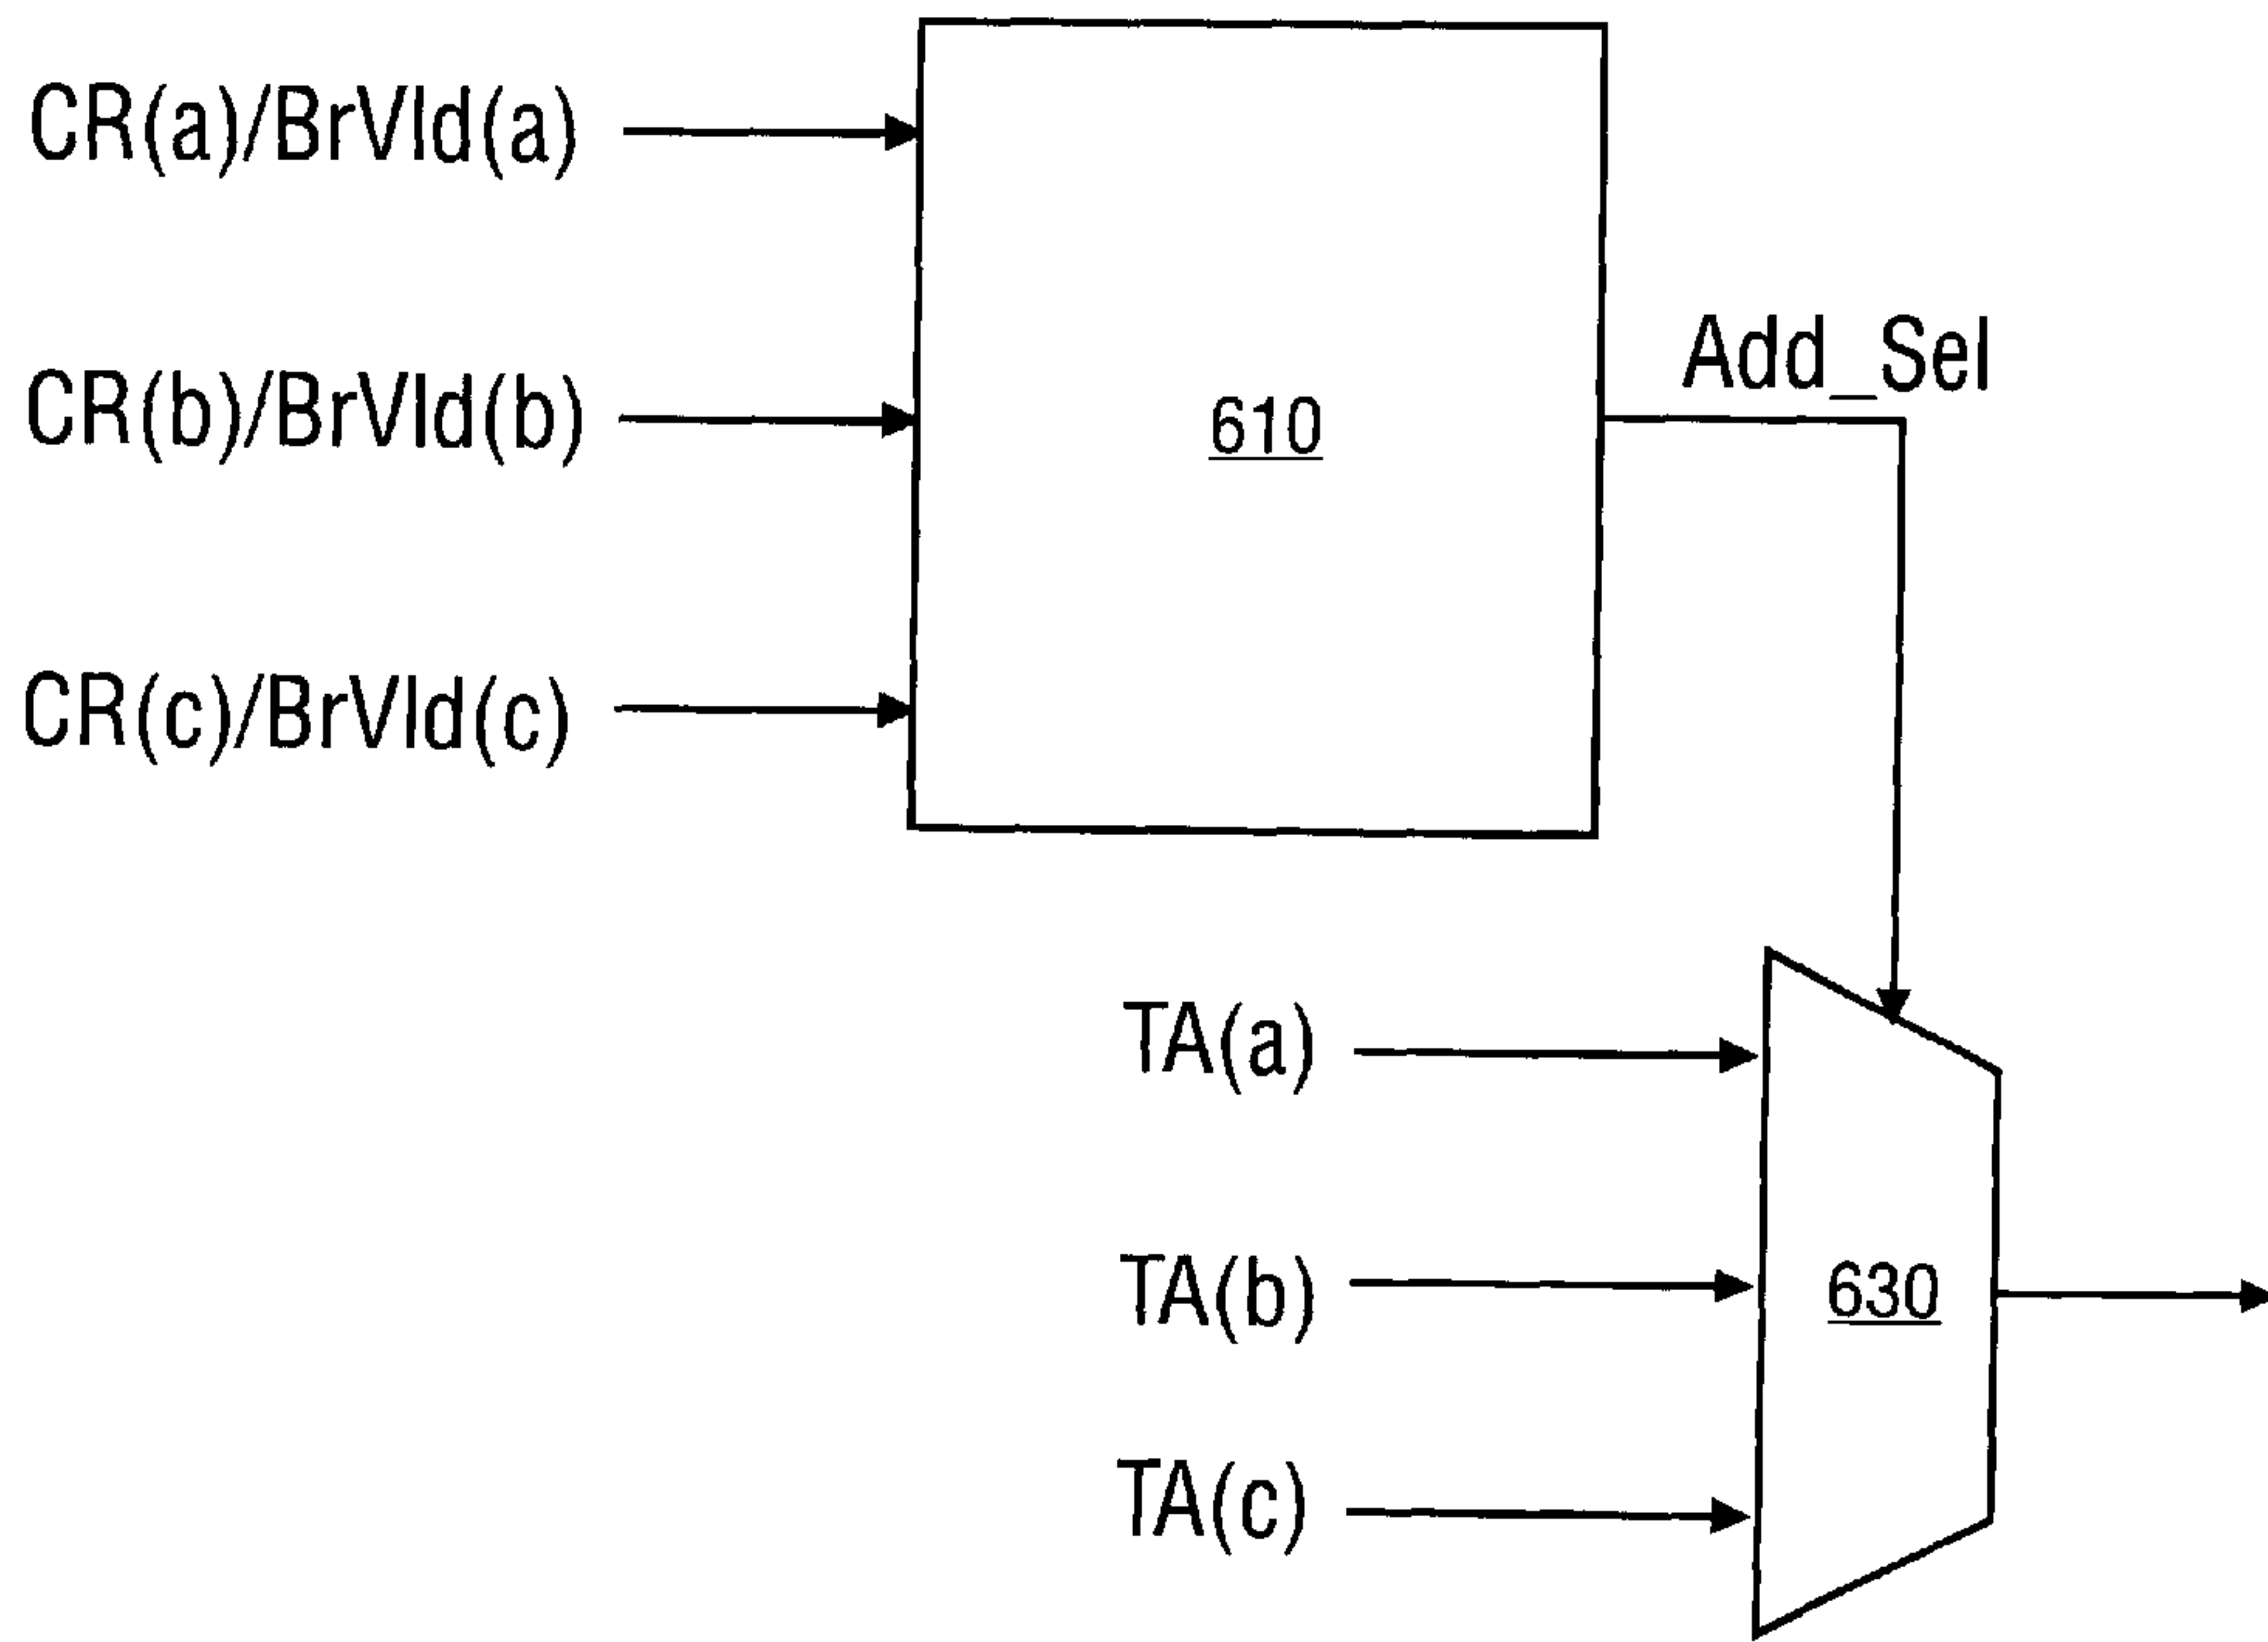 CR(a)/BrVld(a)
Add_Sel
CR(b)/BrVld(b)
610
CR(c)/BrVld(c)
TA(a)
TA(b)
630
TA(c)